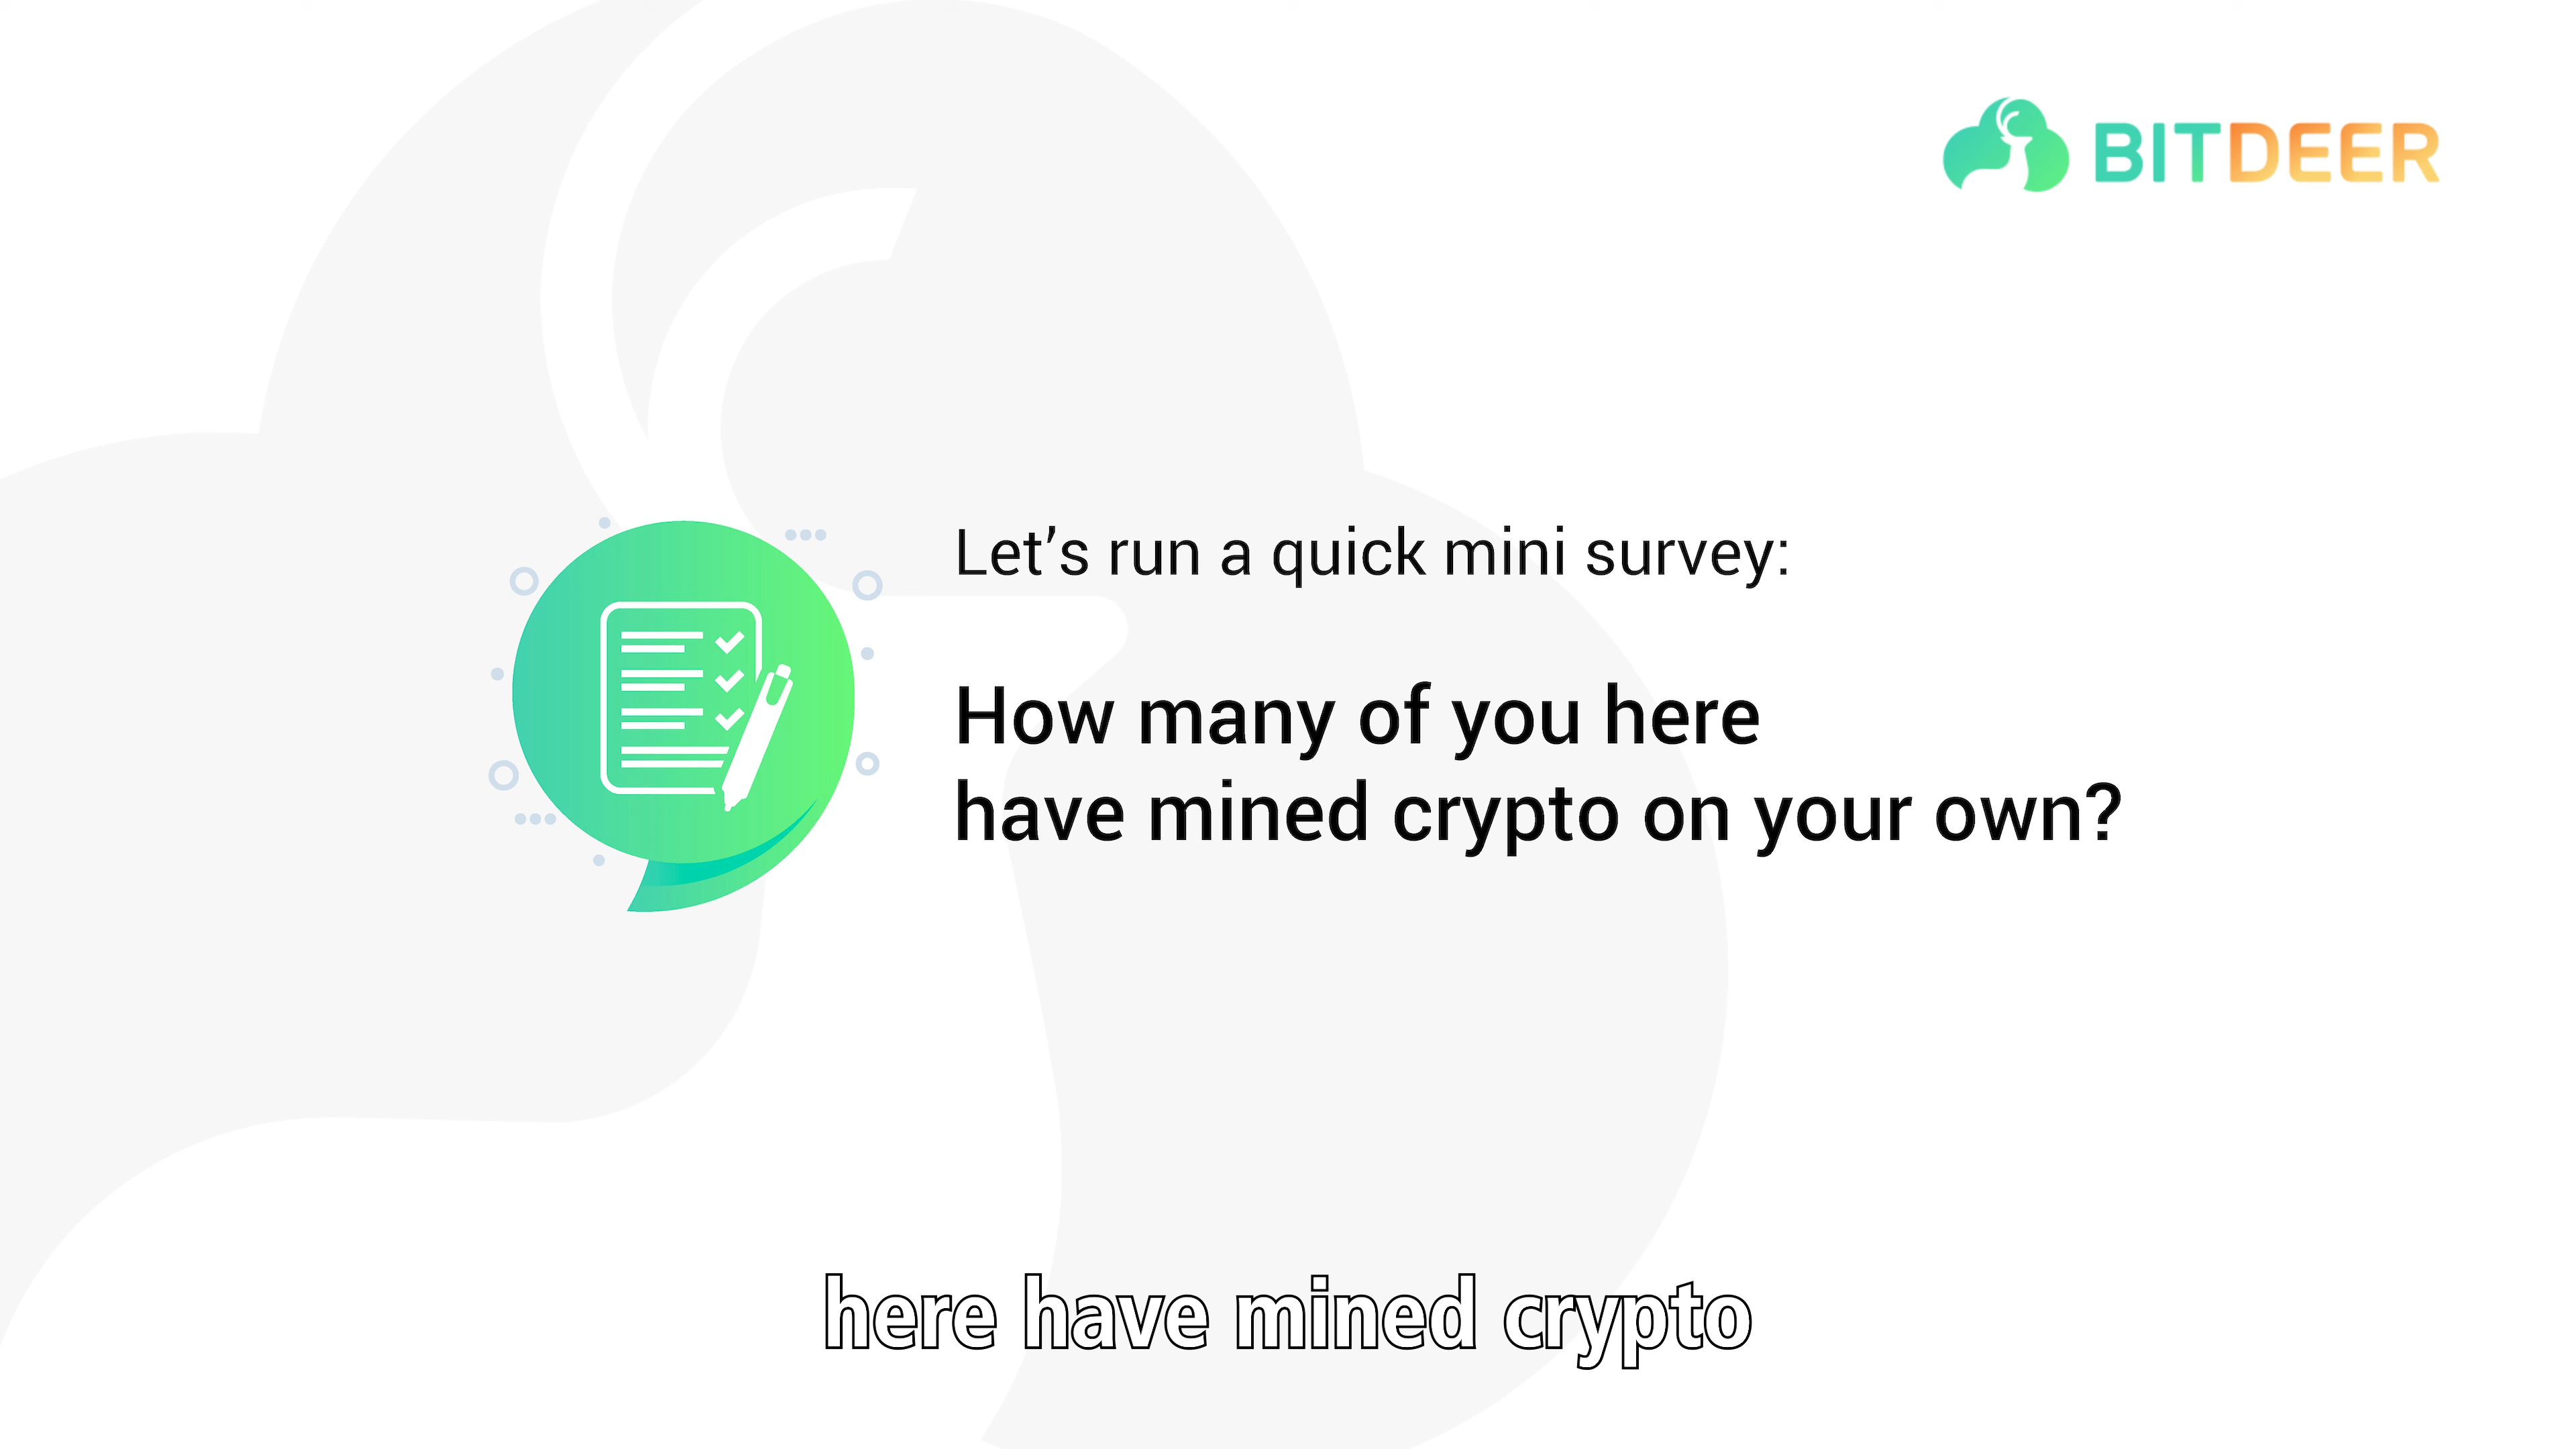 BITDEER
Let’s run a quick mini survey:
How many of you here
have mined crypto on your own?
here have mined crypto